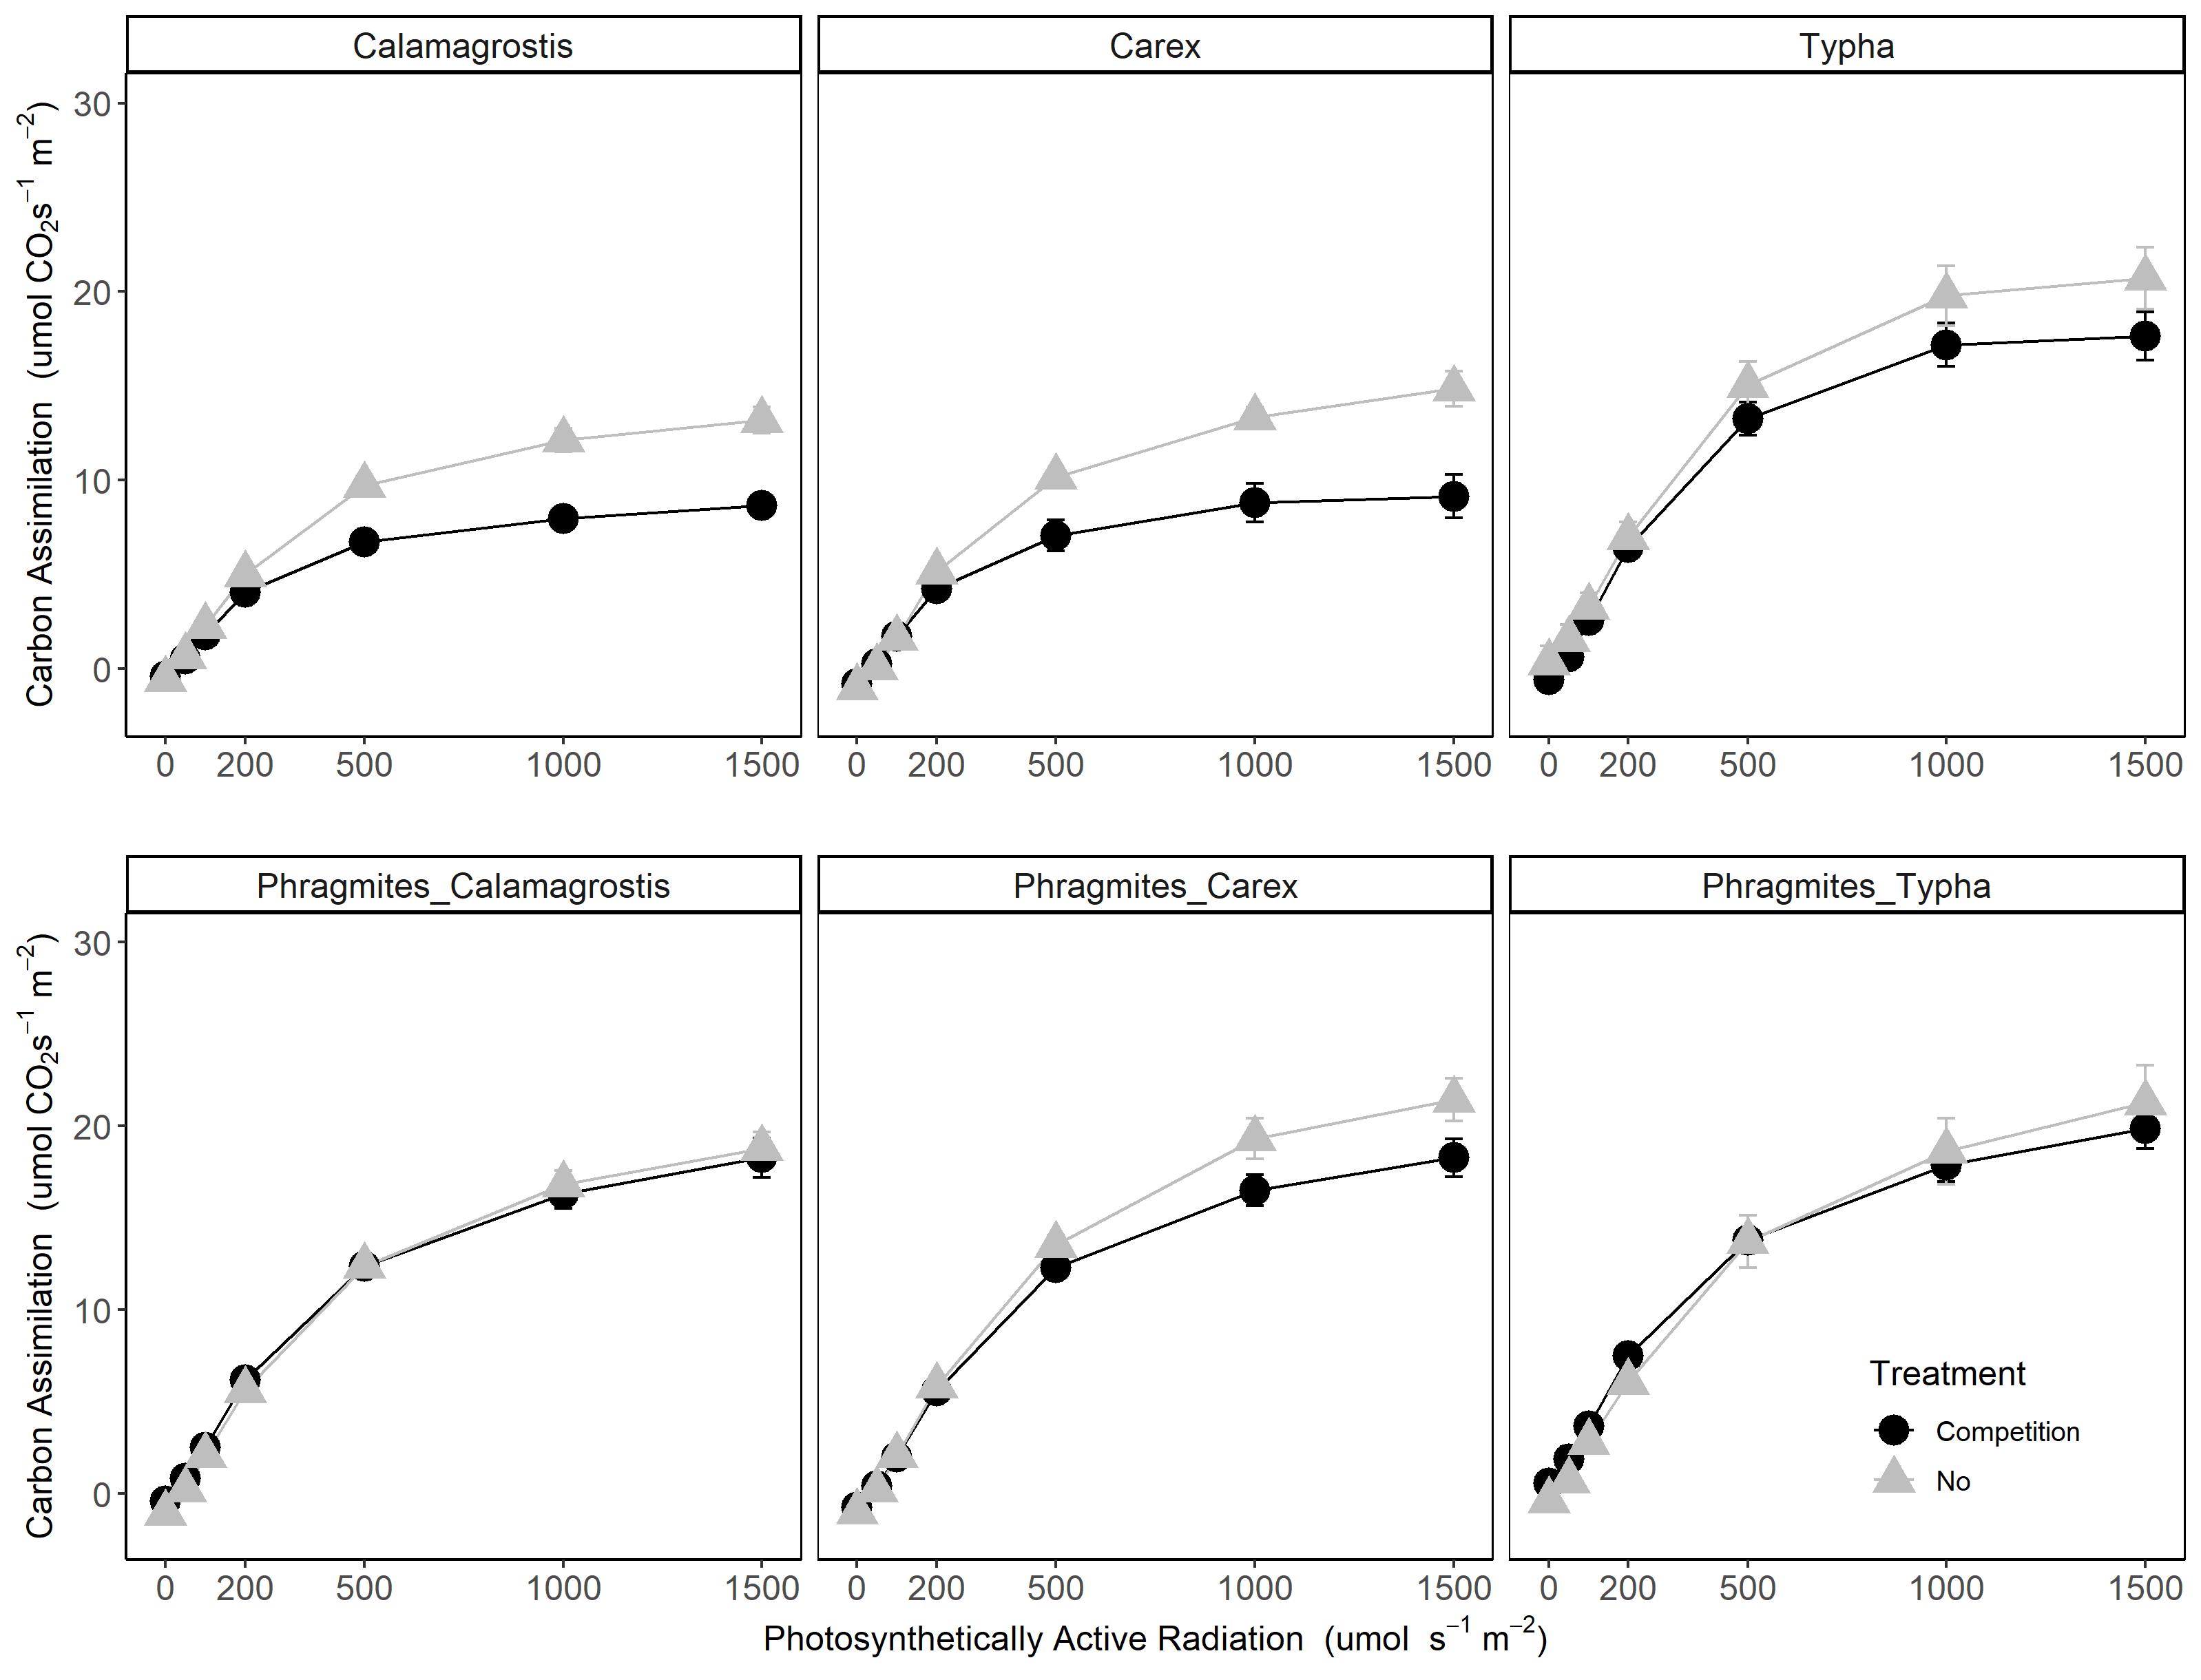 Calamagrostis Carex Typha
Carbon Assimilation (umol CO₂s⁻¹ m⁻²)
30
20
10
0
0 200 500 1000 1500 0 200 500 1000 1500 0 200 500 1000 1500
Phragmites_Calamagrostis Phragmites_Carex Phragmites_Typha
Carbon Assimilation (umol CO₂s⁻¹ m⁻²)
30
20
10
0
Treatment
Competition
No
0 200 500 1000 1500 0 200 500 1000 1500 0 200 500 1000 1500
Photosynthetically Active Radiation (umol s⁻¹ m⁻²)